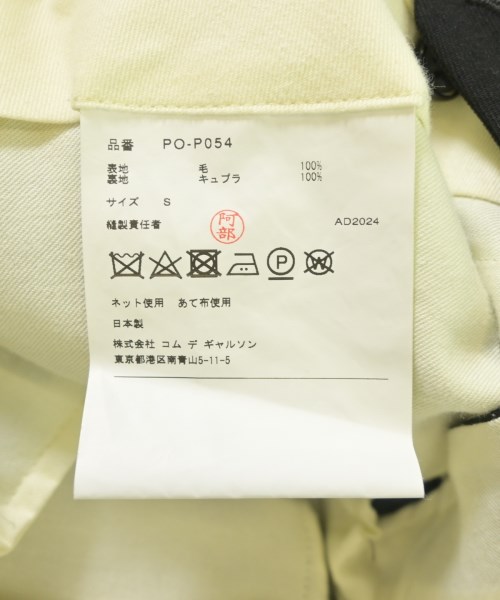 品番 PO-P054
表地 毛 100%
裏地 キュプラ 100%
サイズ S
縫製責任者 阿部 AD2024
P W
ネット使用 あて布使用
日本製
株式会社 コム デ ギャルソン
東京都港区南青山5-11-5